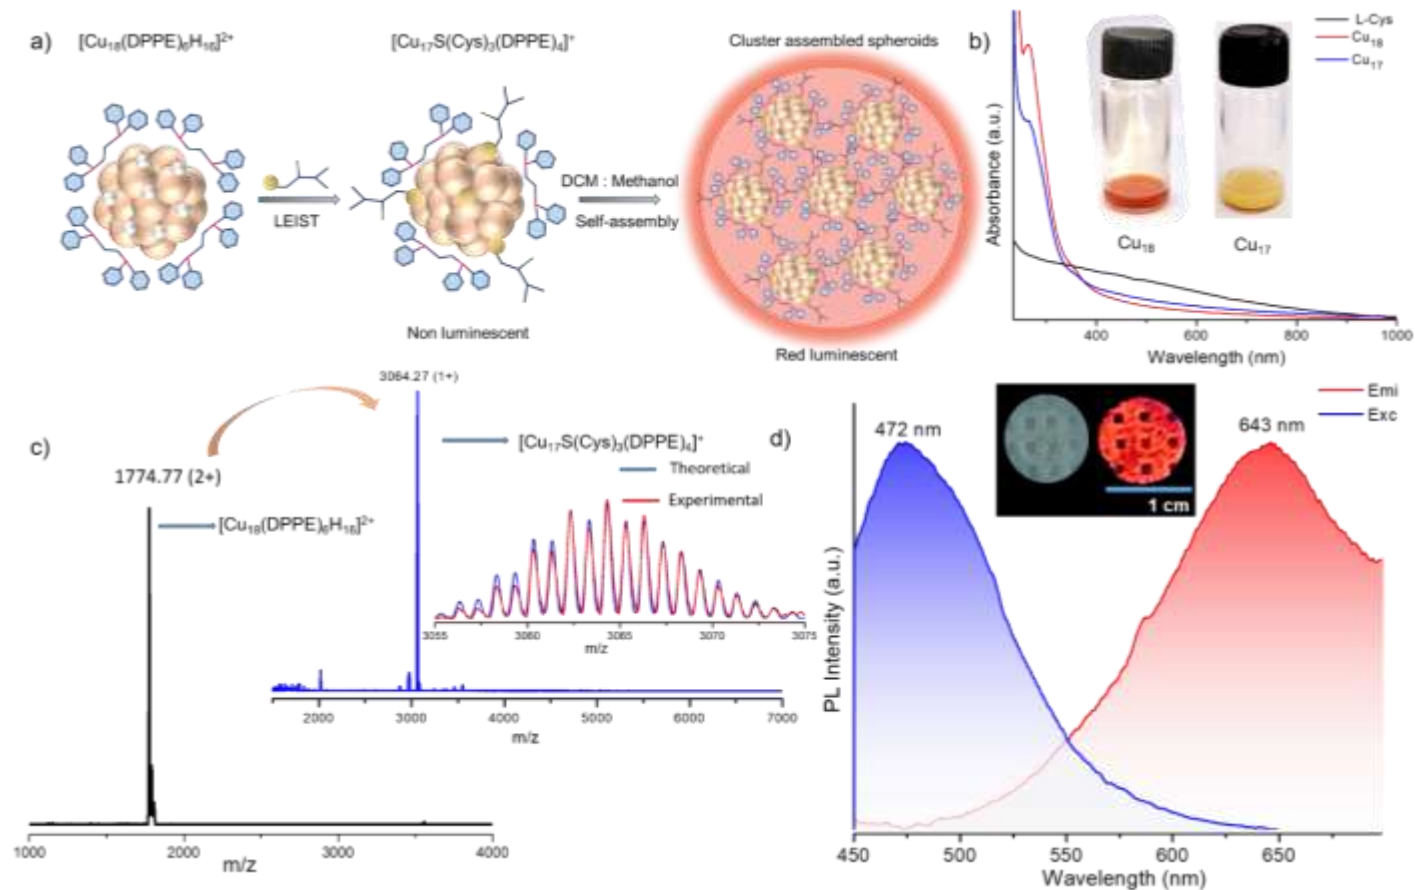 a)
[Cu18(DPPE)6H16]2+
[Cu17S(Cys)3(DPPE)4]+
Cluster assembled spheroids
LEIST
DCM : Methanol
Self-assembly
Non luminescent
Red luminescent
b)
L-Cys
Cu18
Cu17
Cu18
Cu17
Absorbance (a.u.)
400
600
800
1000
Wavelength (nm)
c)
1774.77 (2+)
[Cu18(DPPE)6H16]2+
3064.27 (1+)
[Cu17S(Cys)3(DPPE)4]+
Theoretical
Experimental
3055
3060
3065
3070
3075
m/z
2000
3000
4000
5000
6000
7000
m/z
1000
2000
3000
4000
m/z
d)
Emi
Exc
472 nm
643 nm
1 cm
PL Intensity (a.u.)
450
500
550
600
650
Wavelength (nm)